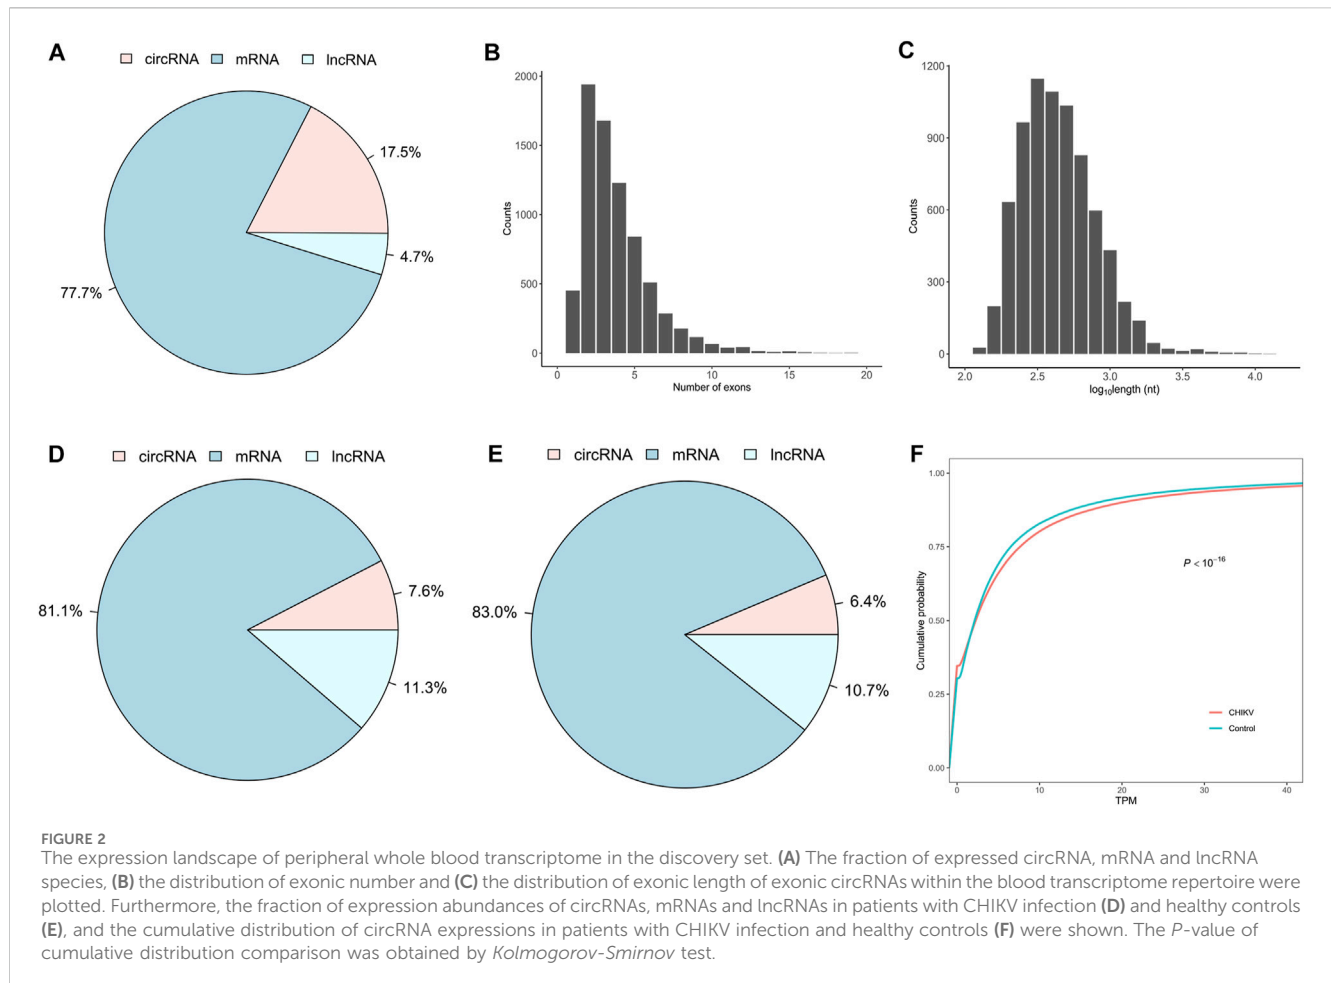 A
circRNA mRNA lncRNA
17.5%
4.7%
77.7%
B
2000
1500
1000
500
0
Counts
0 5 10 15 20
Number of exons
C
1200
900
600
300
0
Counts
2.0 2.5 3.0 3.5 4.0
log₁₀length (nt)
D
circRNA mRNA lncRNA
7.6%
81.1%
11.3%
E
circRNA mRNA lncRNA
6.4%
83.0%
10.7%
F
1.00
0.75
0.50
0.25
0.00
Cumulative probability
P < 10⁻¹⁶
CHIKV
Control
0 10 20 30 40
TPM
FIGURE 2
The expression landscape of peripheral whole blood transcriptome in the discovery set. (A) The fraction of expressed circRNA, mRNA and lncRNA
species, (B) the distribution of exonic number and (C) the distribution of exonic length of exonic circRNAs within the blood transcriptome repertoire were
plotted. Furthermore, the fraction of expression abundances of circRNAs, mRNAs and lncRNAs in patients with CHIKV infection (D) and healthy controls
(E), and the cumulative distribution of circRNA expressions in patients with CHIKV infection and healthy controls (F) were shown. The P-value of
cumulative distribution comparison was obtained by Kolmogorov-Smirnov test.